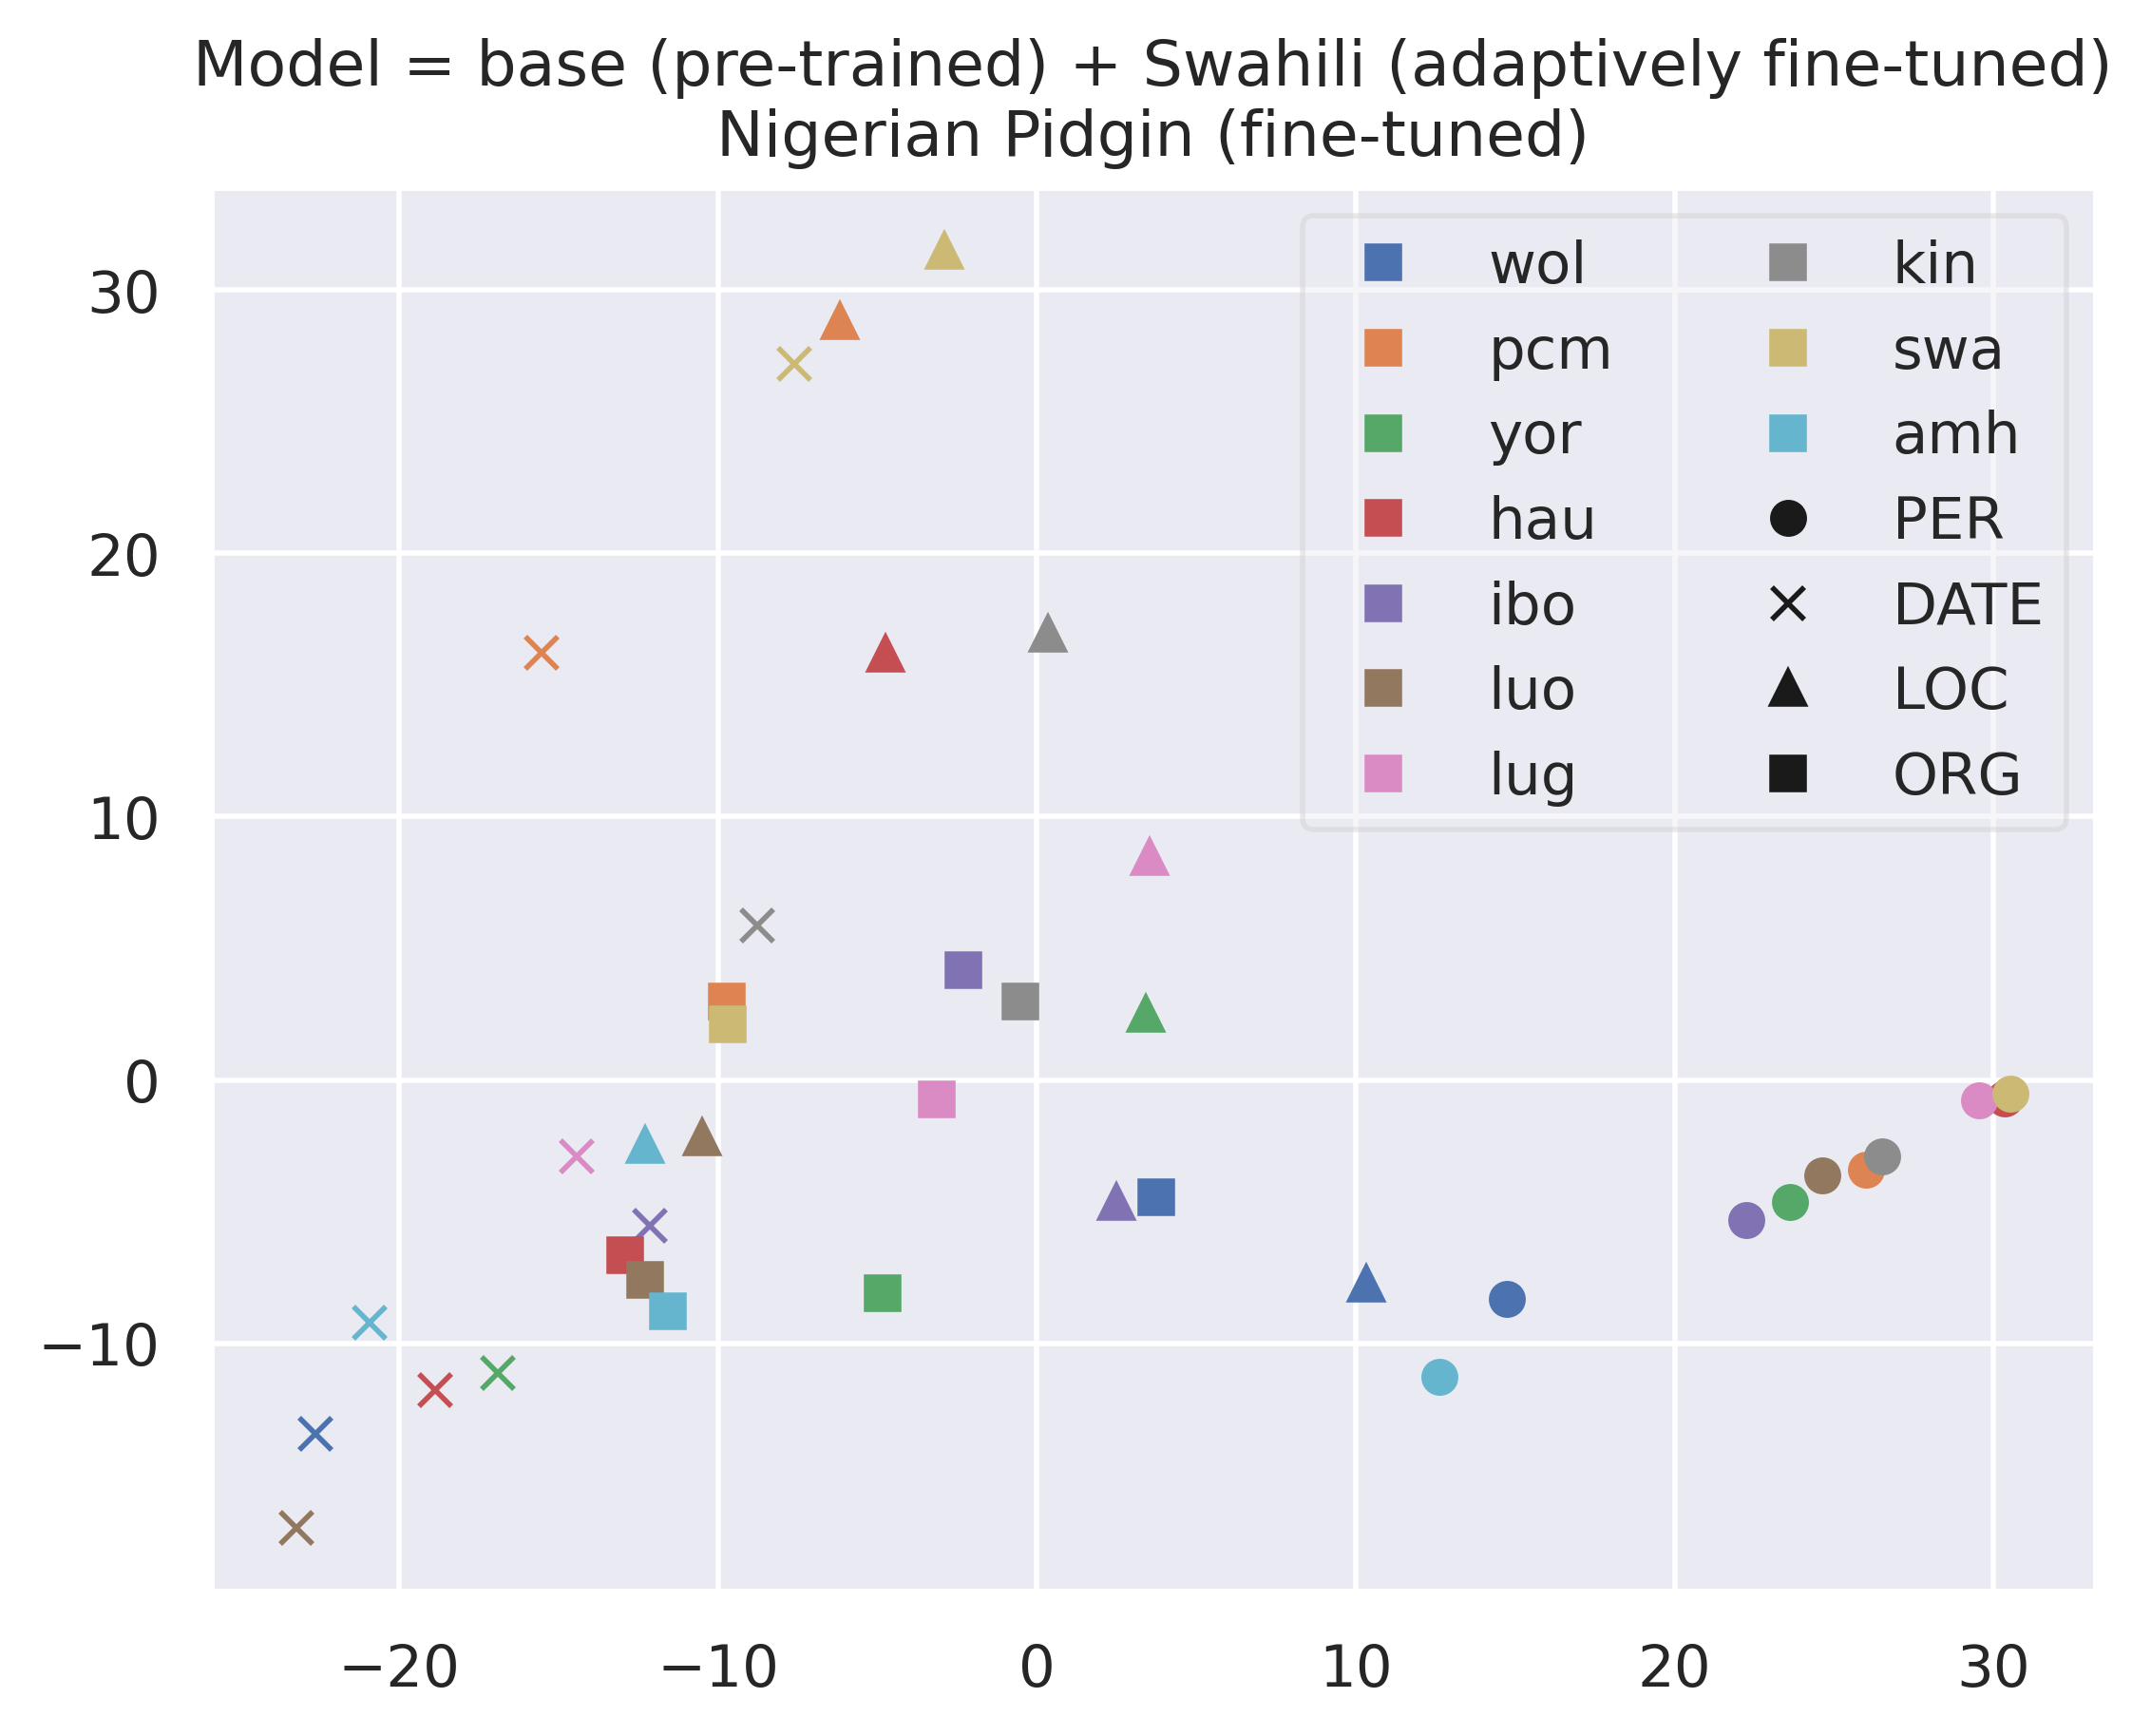 Model = base (pre-trained) + Swahili (adaptively fine-tuned)
Nigerian Pidgin (fine-tuned)
30
20
10
0
−10
wol
pcm
yor
hau
ibo
luo
lug
kin
swa
amh
PER
DATE
LOC
ORG
−20
−10
0
10
20
30